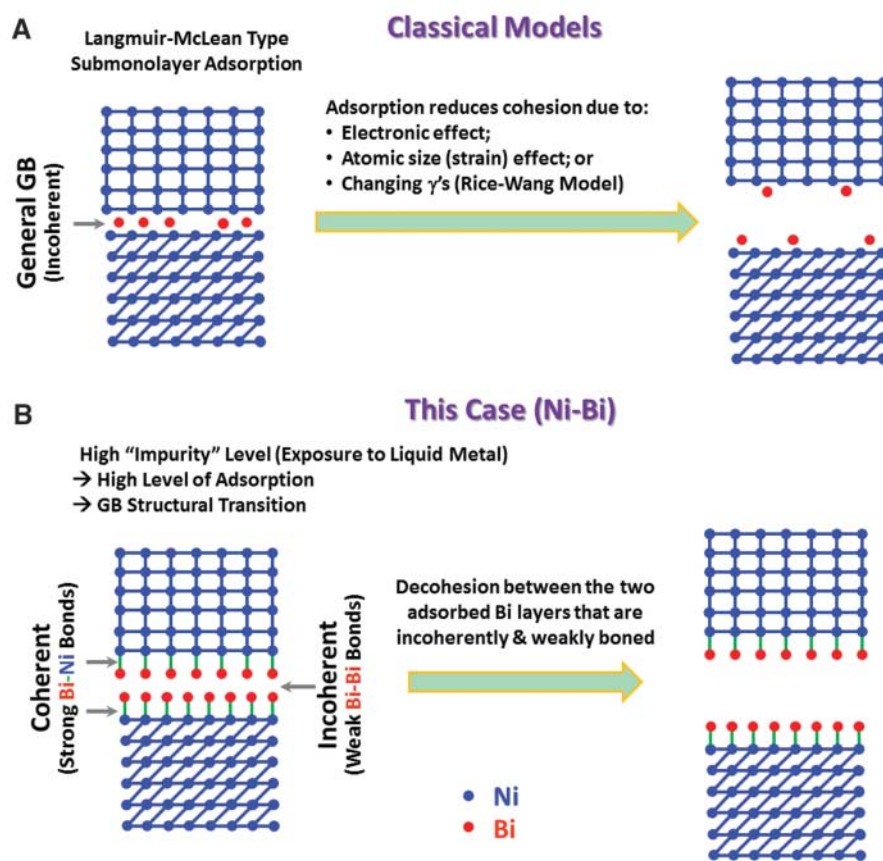 A
Classical Models
Langmuir-McLean Type
Submonolayer Adsorption
General GB
(Incoherent)
Adsorption reduces cohesion due to:
• Electronic effect;
• Atomic size (strain) effect; or
• Changing γ's (Rice-Wang Model)
B
This Case (Ni-Bi)
High "Impurity" Level (Exposure to Liquid Metal)
→ High Level of Adsorption
→ GB Structural Transition
Coherent
(Strong Bi-Ni Bonds)
Incoherent
(Weak Bi-Bi Bonds)
Decohesion between the two
adsorbed Bi layers that are
incoherently & weakly boned
Ni
Bi